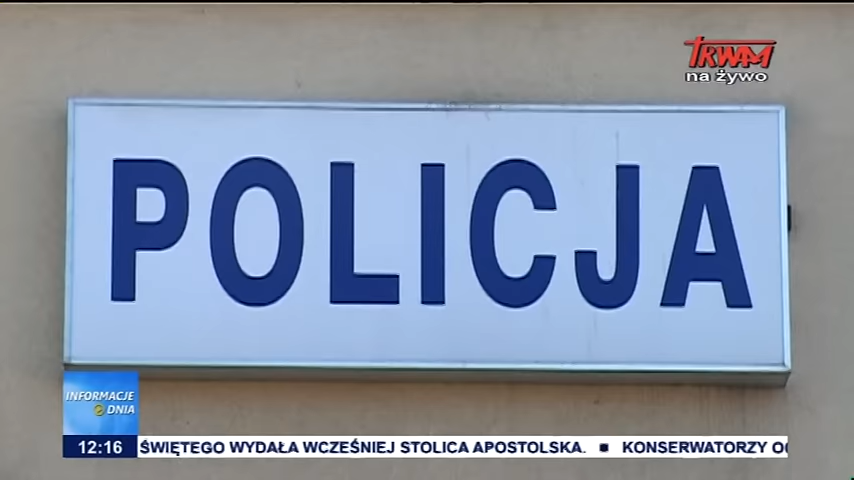 TRWAM
na żywo
POLICJA
INFORMACJE
DNIA
12:16
ŚWIĘTEGO WYDAŁA WCZEŚNIEJ STOLICA APOSTOLSKA. ■ KONSERWATORZY